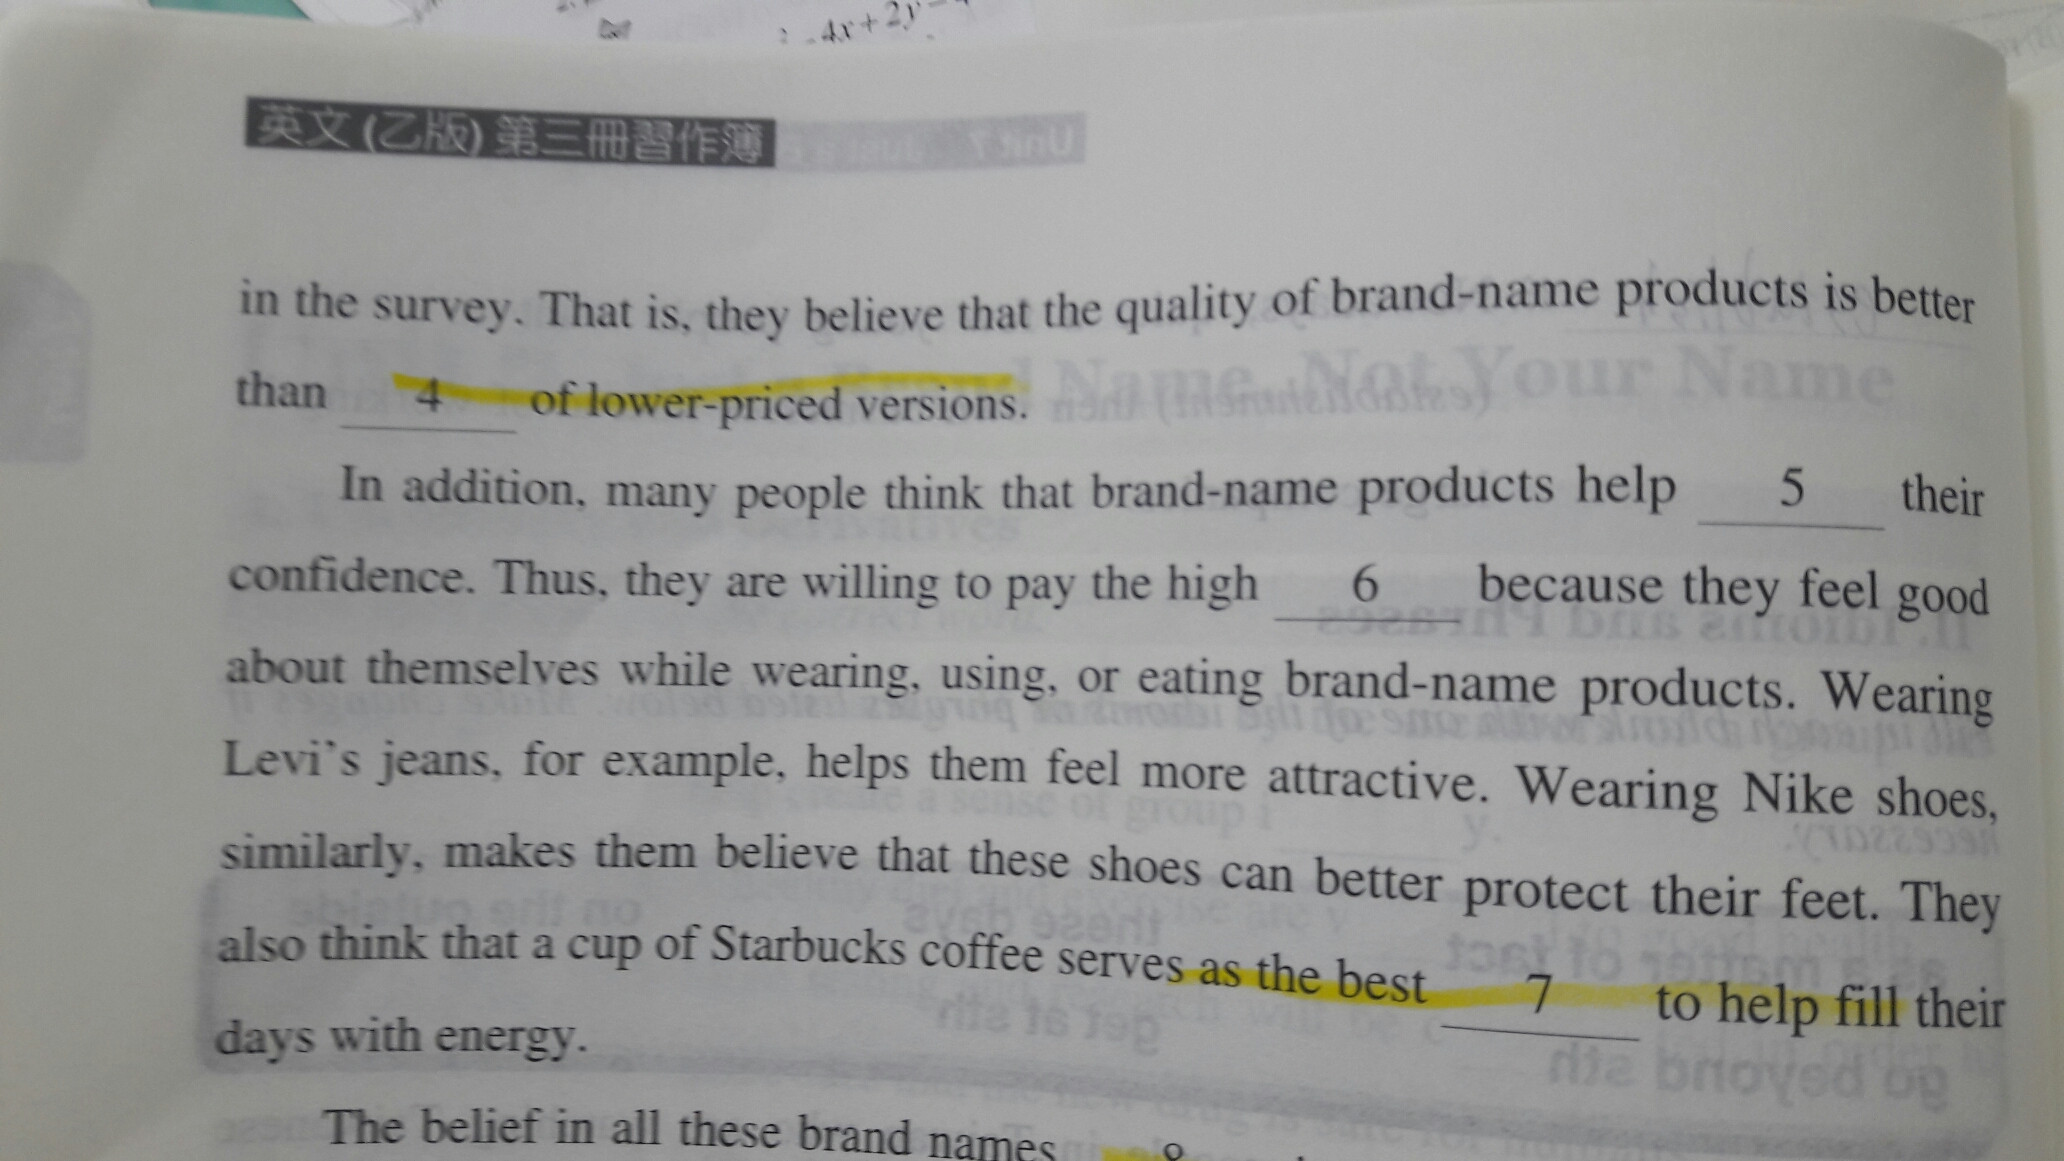 4x+2y
英文(乙版)第三冊習作簿
in the survey. That is, they believe that the quality of brand-name products is better
than 4 of lower-priced versions.
In addition, many people think that brand-name products help 5 their
confidence. Thus, they are willing to pay the high 6 because they feel good
about themselves while wearing, using, or eating brand-name products. Wearing
Levi's jeans, for example, helps them feel more attractive. Wearing Nike shoes,
similarly, makes them believe that these shoes can better protect their feet. They
also think that a cup of Starbucks coffee serves as the best 7 to help fill their
days with energy.
The belief in all these brand names 8